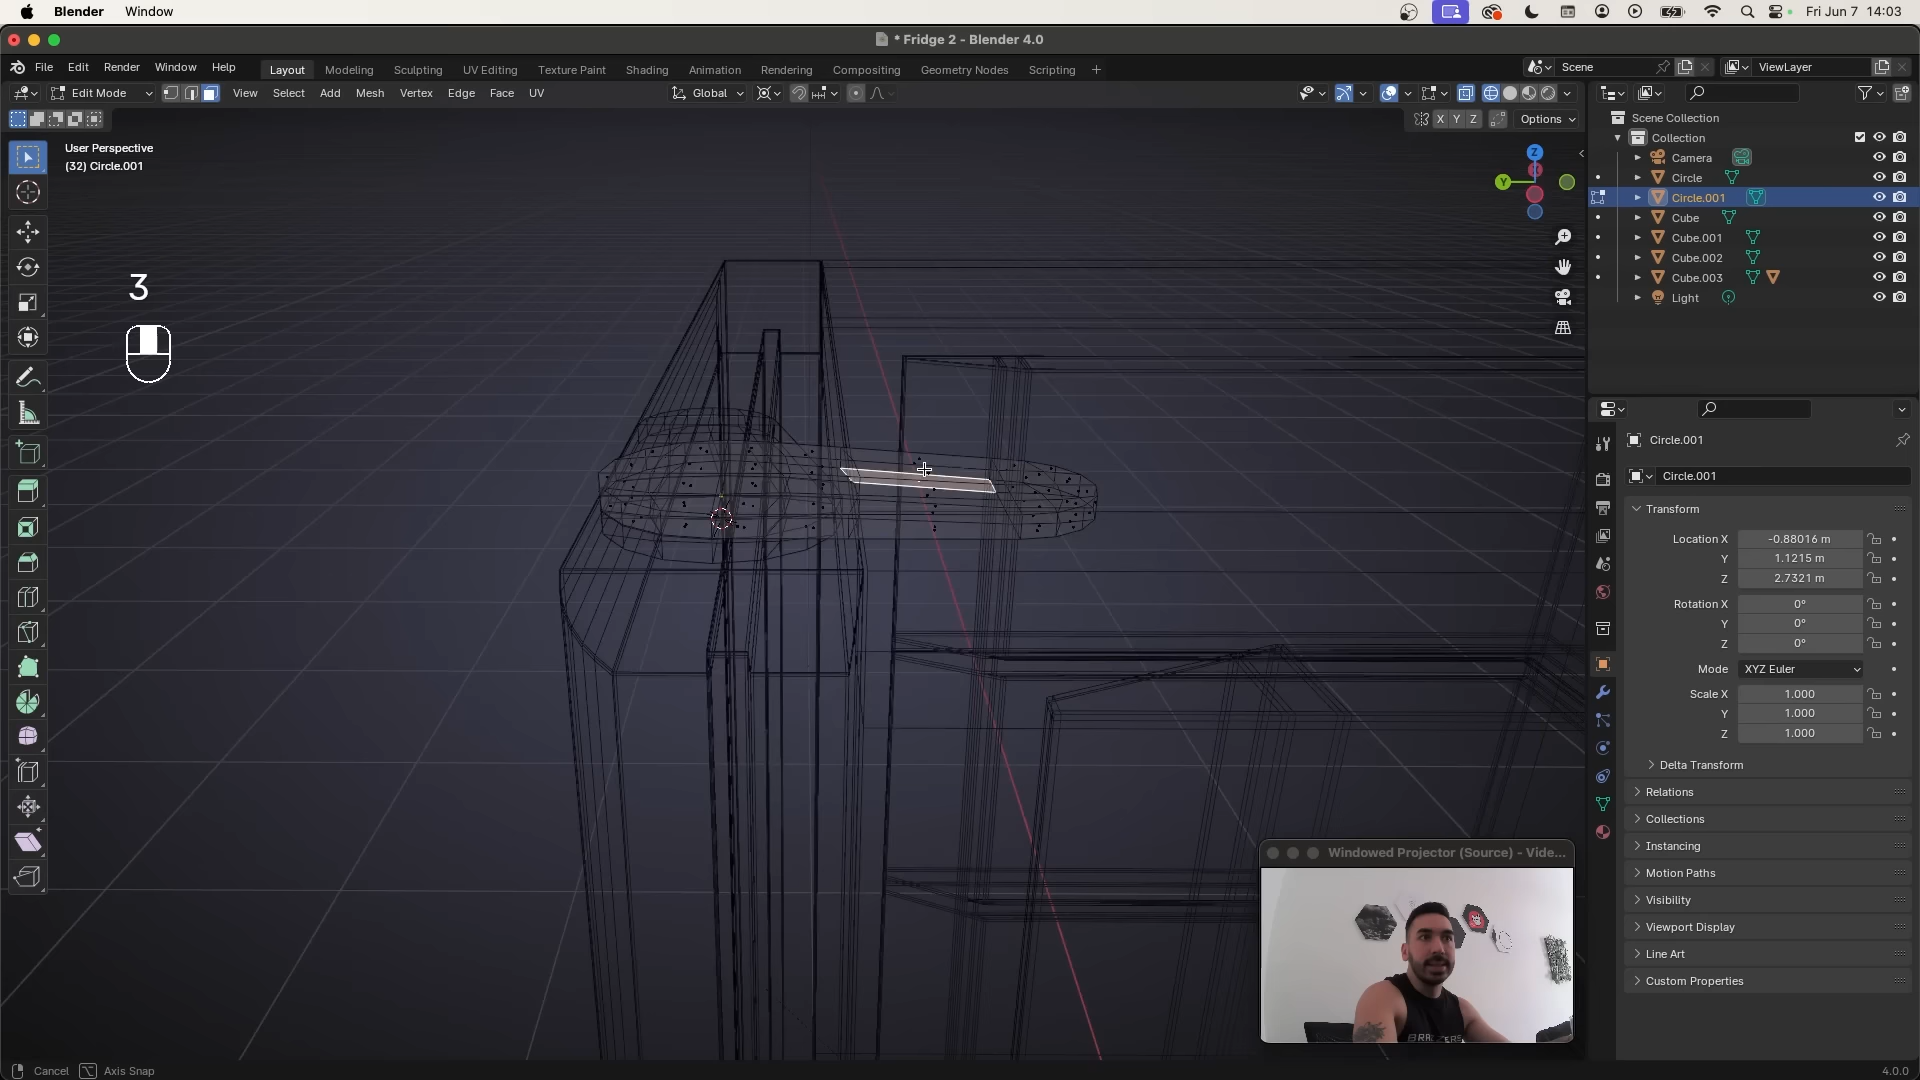 Blender Window Fri Jun 7 14:03
* Fridge 2 - Blender 4.0
File Edit Render Window Help Layout Modeling Sculpting UV Editing Texture Paint Shading Animation Rendering Compositing Geometry Nodes Scripting + Scene ViewLayer
Edit Mode View Select Add Mesh Vertex Edge Face UV Global
X Y Z Options
User Perspective
(32) Circle.001
Z
Y
3
Scene Collection
Collection
Camera
Circle
Circle.001
Cube
Cube.001
Cube.002
Cube.003
Light
Circle.001
Circle.001
Transform
Location X -0.88016 m
Y 1.1215 m
Z 2.7321 m
Rotation X 0°
Y 0°
Z 0°
Mode XYZ Euler
Scale X 1.000
Y 1.000
Z 1.000
Delta Transform
Relations
Collections
Instancing
Motion Paths
Visibility
Viewport Display
Line Art
Custom Properties
Windowed Projector (Source) - Vide...
Cancel Axis Snap 4.0.0